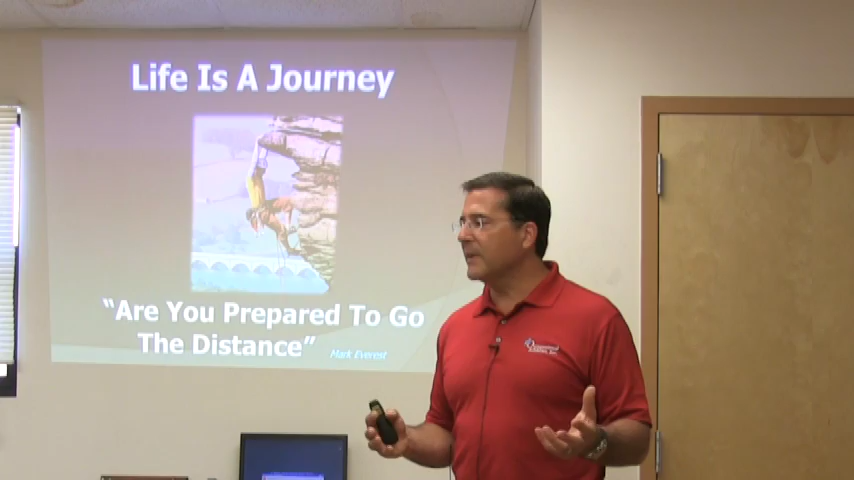 Life Is A Journey
“Are You Prepared To Go
The Distance”
Mark Everest